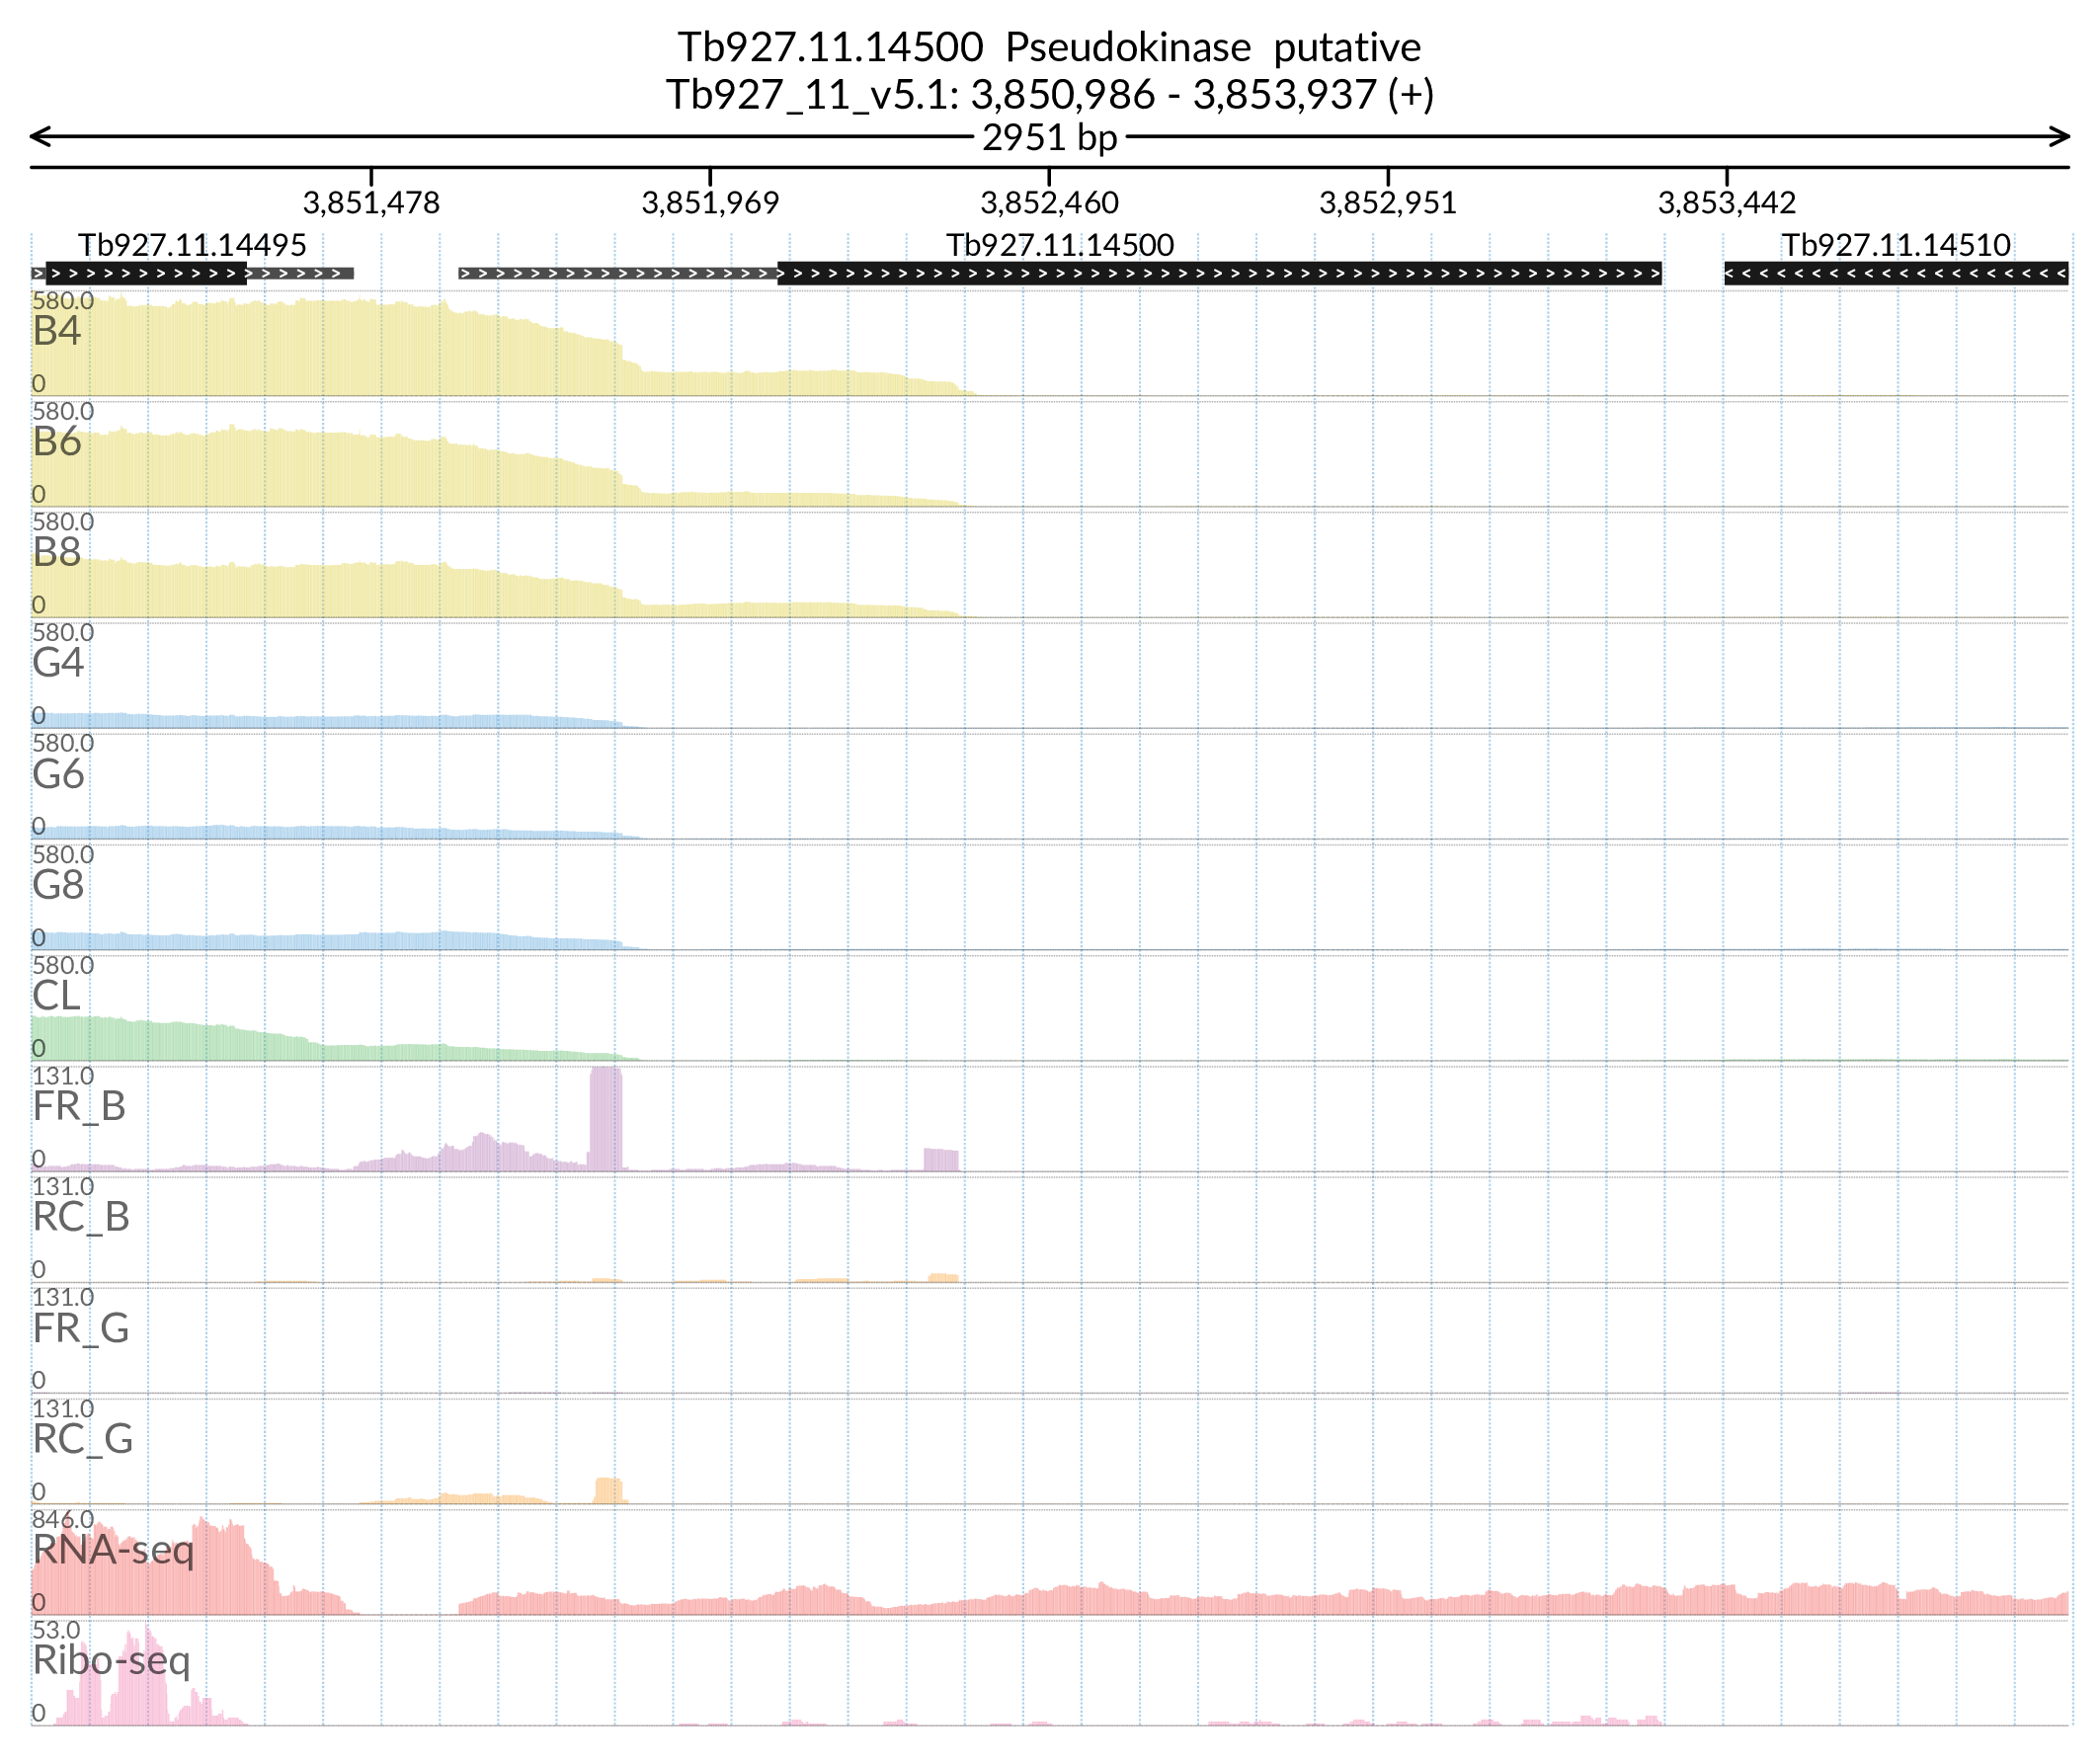 Tb927.11.14500 Pseudokinase putative
Tb927_11_v5.1: 3,850,986 - 3,853,937 (+)
2951 bp
3,851,478 3,851,969 3,852,460 3,852,951 3,853,442
Tb927.11.14495 Tb927.11.14500 Tb927.11.14510
580.0
B4
0
580.0
B6
0
580.0
B8
0
580.0
G4
0
580.0
G6
0
580.0
G8
0
580.0
CL
0
131.0
FR_B
0
131.0
RC_B
0
131.0
FR_G
0
131.0
RC_G
0
846.0
RNA-seq
0
53.0
Ribo-seq
0